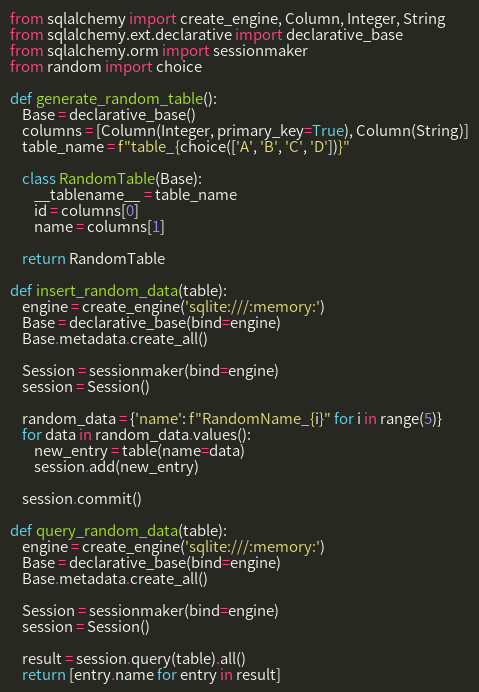 from sqlalchemy import create_engine, Column, Integer, String
from sqlalchemy.ext.declarative import declarative_base
from sqlalchemy.orm import sessionmaker
from random import choice

def generate_random_table():
    Base = declarative_base()
    columns = [Column(Integer, primary_key=True), Column(String)]
    table_name = f"table_{choice(['A', 'B', 'C', 'D'])}"

    class RandomTable(Base):
        __tablename__ = table_name
        id = columns[0]
        name = columns[1]

    return RandomTable

def insert_random_data(table):
    engine = create_engine('sqlite:///:memory:')
    Base = declarative_base(bind=engine)
    Base.metadata.create_all()

    Session = sessionmaker(bind=engine)
    session = Session()

    random_data = {'name': f"RandomName_{i}" for i in range(5)}
    for data in random_data.values():
        new_entry = table(name=data)
        session.add(new_entry)

    session.commit()

def query_random_data(table):
    engine = create_engine('sqlite:///:memory:')
    Base = declarative_base(bind=engine)
    Base.metadata.create_all()

    Session = sessionmaker(bind=engine)
    session = Session()

    result = session.query(table).all()
    return [entry.name for entry in result]